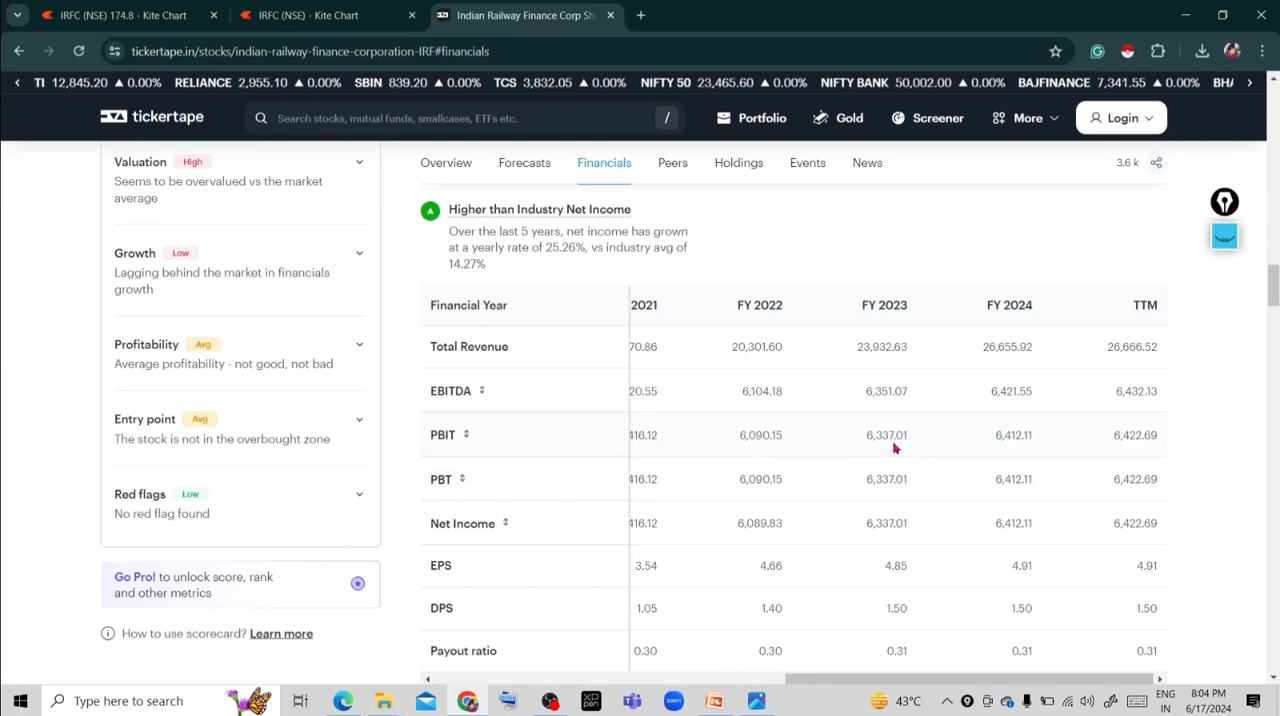 IRFC (NSE) 174.8 - Kite Chart
IRFC (NSE) - Kite Chart
Indian Railway Finance Corp Sh
tickertape.in/stocks/indian-railway-finance-corporation-IRF#financials
TI 12,845.20 ▲ 0.00% RELIANCE 2,955.10 ▲ 0.00% SBIN 839.20 ▲ 0.00% TCS 3,832.05 ▲ 0.00% NIFTY 50 23,465.60 ▲ 0.00% NIFTY BANK 50,002.00 ▲ 0.00% BAJFINANCE 7,341.55 ▲ 0.00% BHA
tickertape
Search stocks, mutual funds, smallcases, ETFs etc.
/
Portfolio
Gold
Screener
More
Login
Valuation High
Seems to be overvalued vs the market
average
Growth Low
Lagging behind the market in financials
growth
Profitability Avg
Average profitability - not good, not bad
Entry point Avg
The stock is not in the overbought zone
Red flags Low
No red flag found
Go Pro! to unlock score, rank
and other metrics
How to use scorecard? Learn more
Overview Forecasts Financials Peers Holdings Events News
3.6 k
Higher than Industry Net Income
Over the last 5 years, net income has grown
at a yearly rate of 25.26%, vs industry avg of
14.27%
Financial Year 2021 FY 2022 FY 2023 FY 2024 TTM
Total Revenue 70.86 20,301.60 23,932.63 26,655.92 26,666.52
EBITDA 20.55 6,104.18 6,351.07 6,421.55 6,432.13
PBIT 416.12 6,090.15 6,337.01 6,412.11 6,422.69
PBT 416.12 6,090.15 6,337.01 6,412.11 6,422.69
Net Income 416.12 6,089.83 6,337.01 6,412.11 6,422.69
EPS 3.54 4.66 4.85 4.91 4.91
DPS 1.05 1.40 1.50 1.50 1.50
Payout ratio 0.30 0.30 0.31 0.31 0.31
Type here to search
43°C
ENG
IN
8:04 PM
6/17/2024